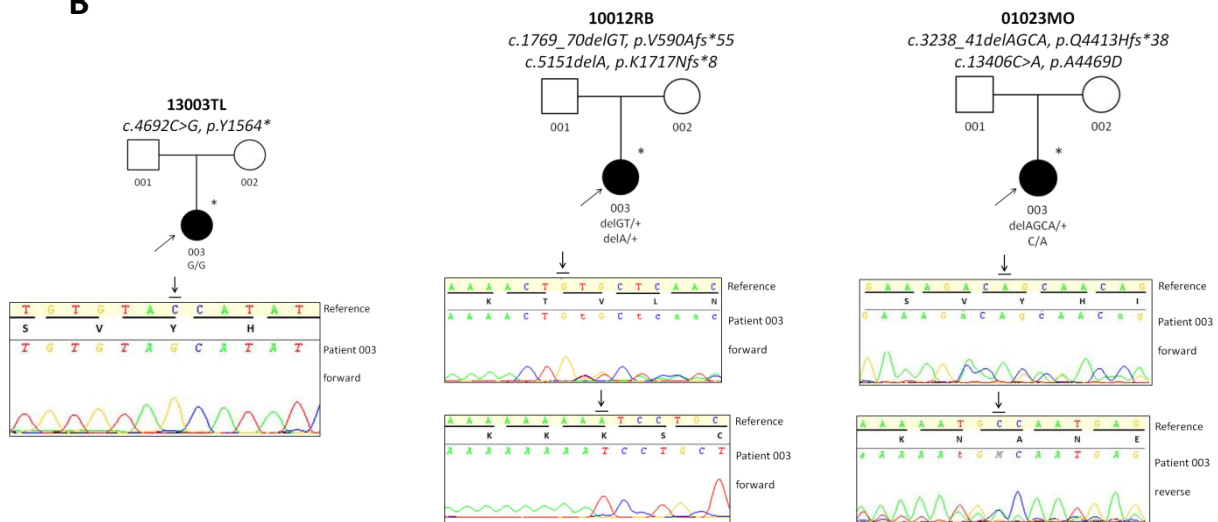 B
13003TL
c.4692C>G, p.Y1564*
001
002
*
003
G/G
T G T G T A C C A T A T
Reference
S V Y H
T G T G T A G C A T A T
Patient 003
forward
10012RB
c.1769_70delGT, p.V590Afs*55
c.5151delA, p.K1717Nfs*8
001
002
*
003
delGT/+
delA/+
A A A A C T G T G C T C A A C
Reference
K T V L N
A A A A C T G t G C t c a a c
Patient 003
forward
A A A A A A A A T C C T G C
Reference
K K K S C
A A A A A A A T C C T G C T
Patient 003
forward
01023MO
c.3238_41delAGCA, p.Q4413Hfs*38
c.13406C>A, p.A4469D
001
002
*
003
delAGCA/+
C/A
G A A A G A C A G C A A C A G
Reference
S V Y H I
G A A A G a C A g c A A C a g
Patient 003
forward
A A A A T G C C A A T G A G
Reference
K N A N E
a A A A t G M C A A T G A G
Patient 003
reverse